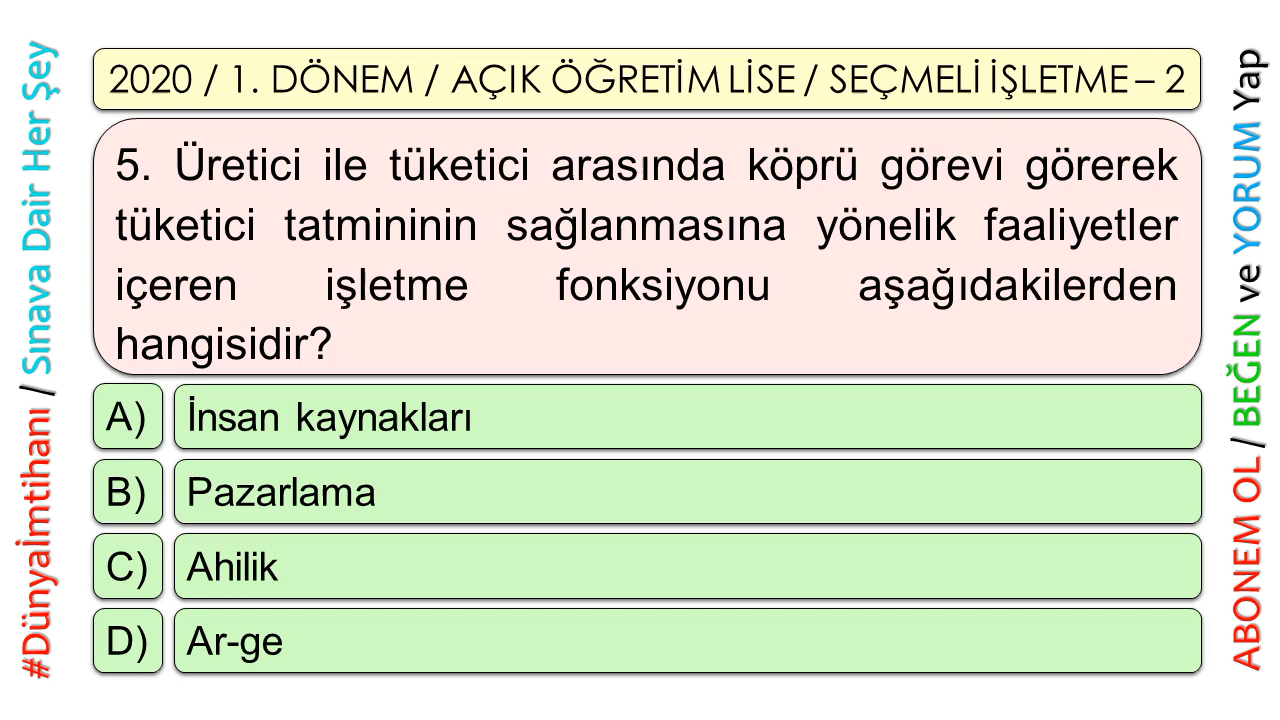 2020 / 1. DÖNEM / AÇIK ÖĞRETİM LİSE / SEÇMELİ İŞLETME – 2
5. Üretici ile tüketici arasında köprü görevi görerek
tüketici tatmininin sağlanmasına yönelik faaliyetler
içeren işletme fonksiyonu aşağıdakilerden
hangisidir?
A) İnsan kaynakları
B) Pazarlama
C) Ahilik
D) Ar-ge
#Dünyaİmtihanı / Sınava Dair Her Şey
ABONEM OL / BEĞEN ve YORUM Yap